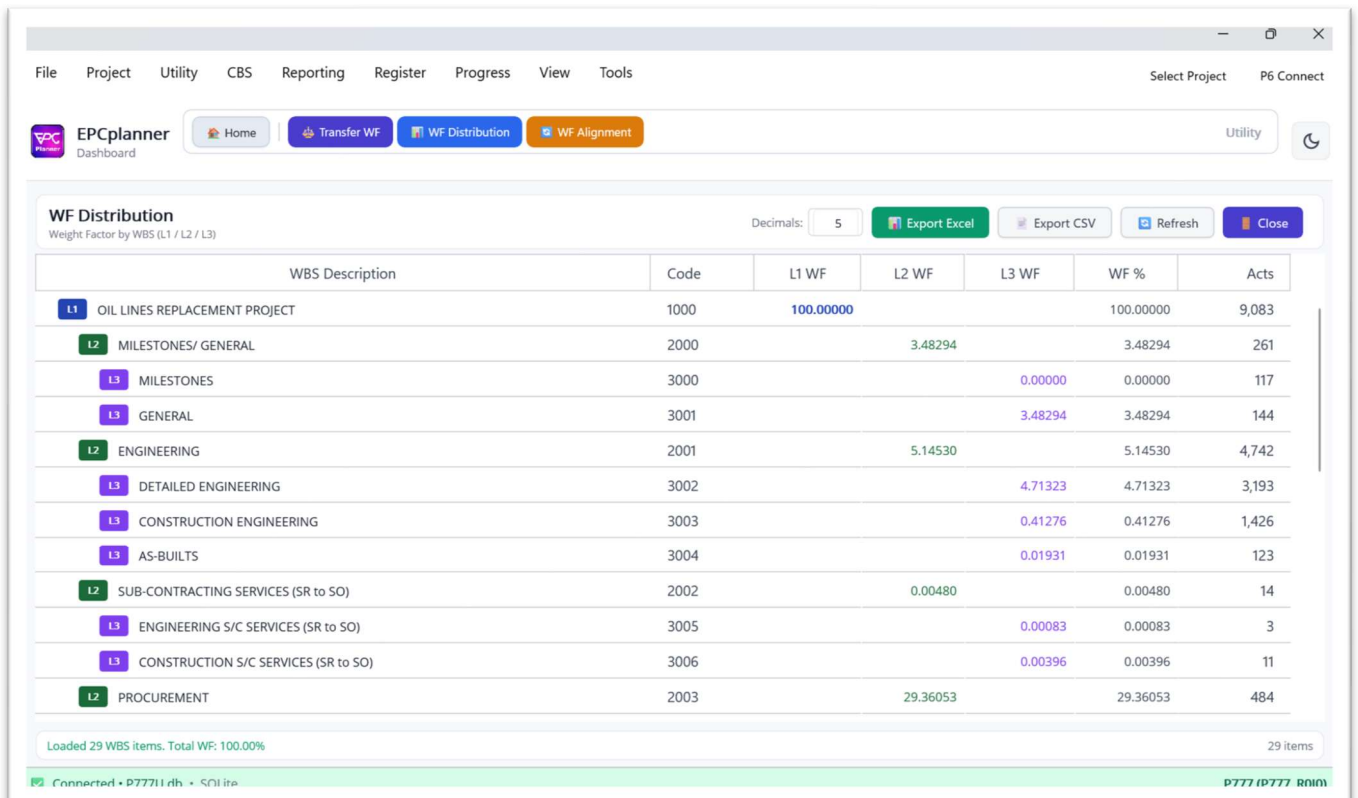 File Project Utility CBS Reporting Register Progress View Tools Select Project P6 Connect
EPC Planner
EPCplanner
Dashboard
Home Transfer WF WF Distribution WF Alignment Utility
WF Distribution
Weight Factor by WBS (L1 / L2 / L3)
Decimals: 5 Export Excel Export CSV Refresh Close
WBS Description Code L1 WF L2 WF L3 WF WF % Acts
L1 OIL LINES REPLACEMENT PROJECT 1000 100.00000 100.00000 9,083
L2 MILESTONES/ GENERAL 2000 3.48294 3.48294 261
L3 MILESTONES 3000 0.00000 0.00000 117
L3 GENERAL 3001 3.48294 3.48294 144
L2 ENGINEERING 2001 5.14530 5.14530 4,742
L3 DETAILED ENGINEERING 3002 4.71323 4.71323 3,193
L3 CONSTRUCTION ENGINEERING 3003 0.41276 0.41276 1,426
L3 AS-BUILTS 3004 0.01931 0.01931 123
L2 SUB-CONTRACTING SERVICES (SR to SO) 2002 0.00480 0.00480 14
L3 ENGINEERING S/C SERVICES (SR to SO) 3005 0.00083 0.00083 3
L3 CONSTRUCTION S/C SERVICES (SR to SO) 3006 0.00396 0.00396 11
L2 PROCUREMENT 2003 29.36053 29.36053 484
Loaded 29 WBS items. Total WF: 100.00% 29 items
Connected • • SQLite P777